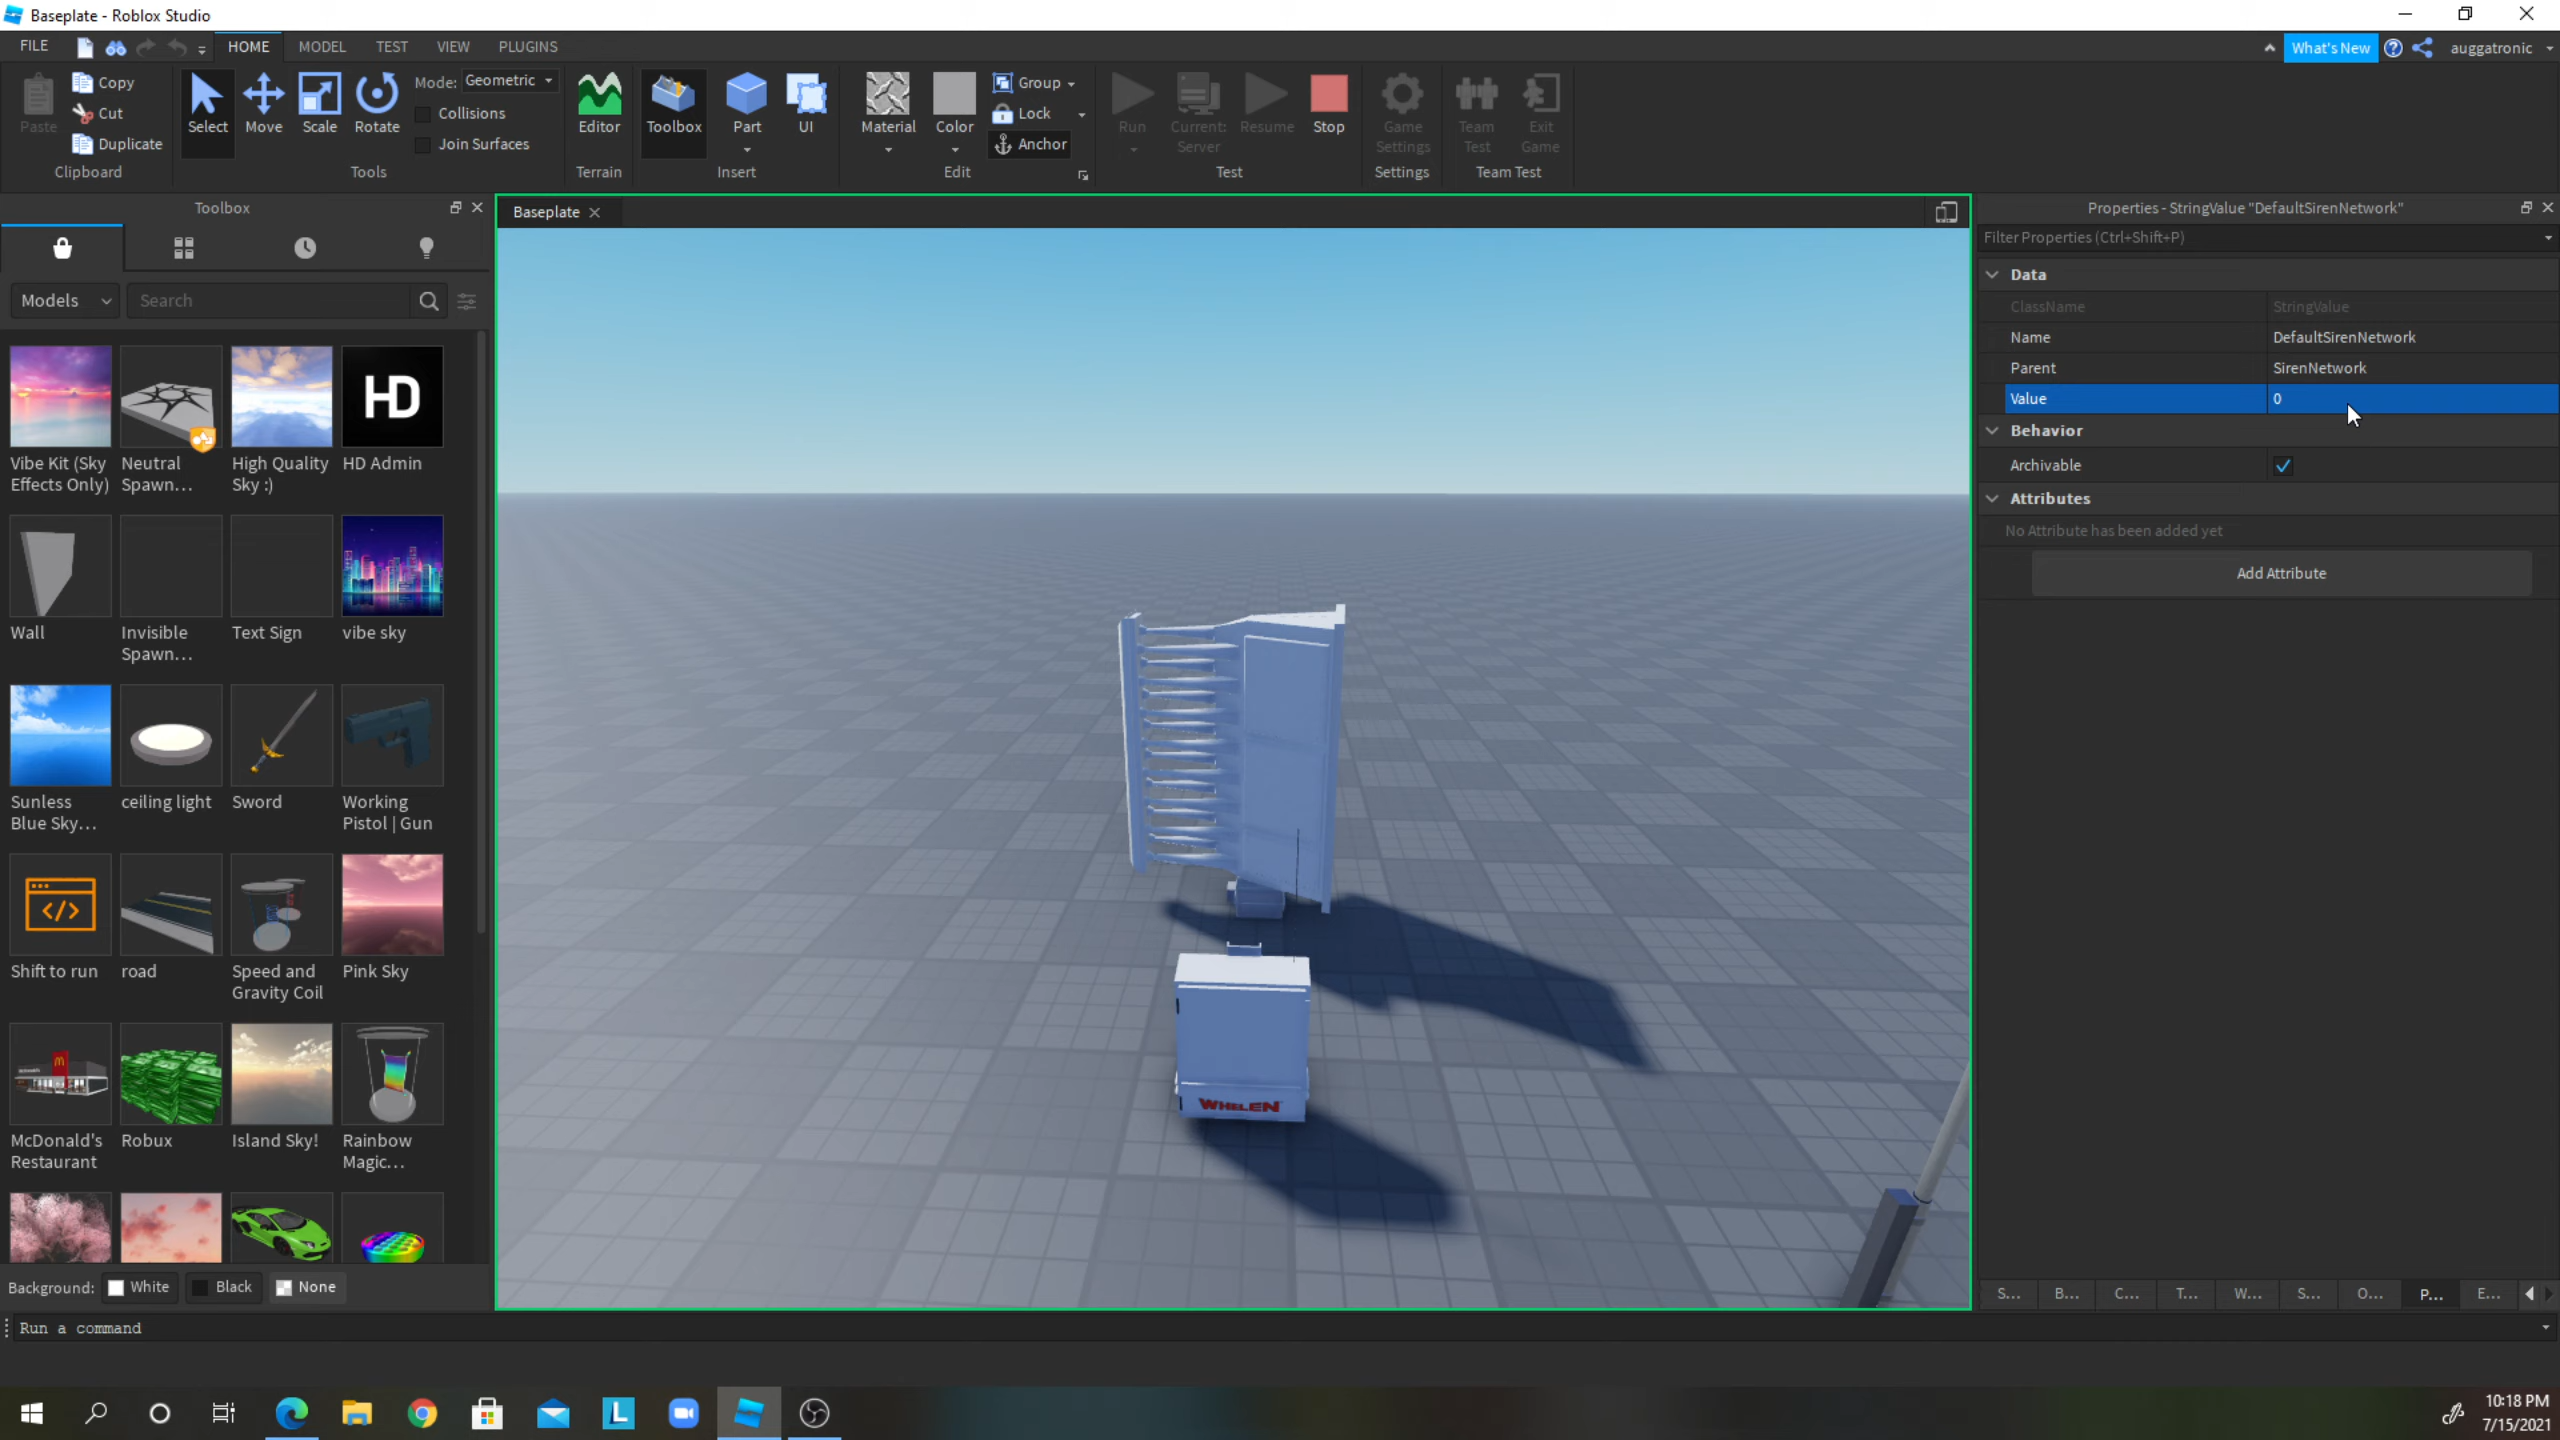 Baseplate - Roblox Studio
FILE HOME MODEL TEST VIEW PLUGINS What's New auggatronic
Paste Copy Cut Duplicate Clipboard
Select Move Scale Rotate Mode: Geometric Collisions Join Surfaces Tools
Editor Terrain
Toolbox Part UI Insert
Material Color Group Lock Anchor Edit
Run Current: Server Resume Stop Test
Game Settings Settings
Team Test Exit Game Team Test
Toolbox
Models Search
Vibe Kit (Sky Effects Only)
Neutral Spawn...
High Quality Sky :)
HD
HD Admin
Wall
Invisible Spawn...
Text Sign
vibe sky
Sunless Blue Sky...
ceiling light
Sword
Working Pistol | Gun
Shift to run
road
Speed and Gravity Coil
Pink Sky
McDonald's Restaurant
Robux
Island Sky!
Rainbow Magic...
Background: White Black None
Baseplate
WHELEN
Properties - StringValue "DefaultSirenNetwork"
Filter Properties (Ctrl+Shift+P)
Data
ClassName StringValue
Name DefaultSirenNetwork
Parent SirenNetwork
Value 0
Behavior
Archivable
Attributes
No Attribute has been added yet
Add Attribute
S... B... C... T... W... S... O... P... E...
Run a command
L
10:18 PM
7/15/2021